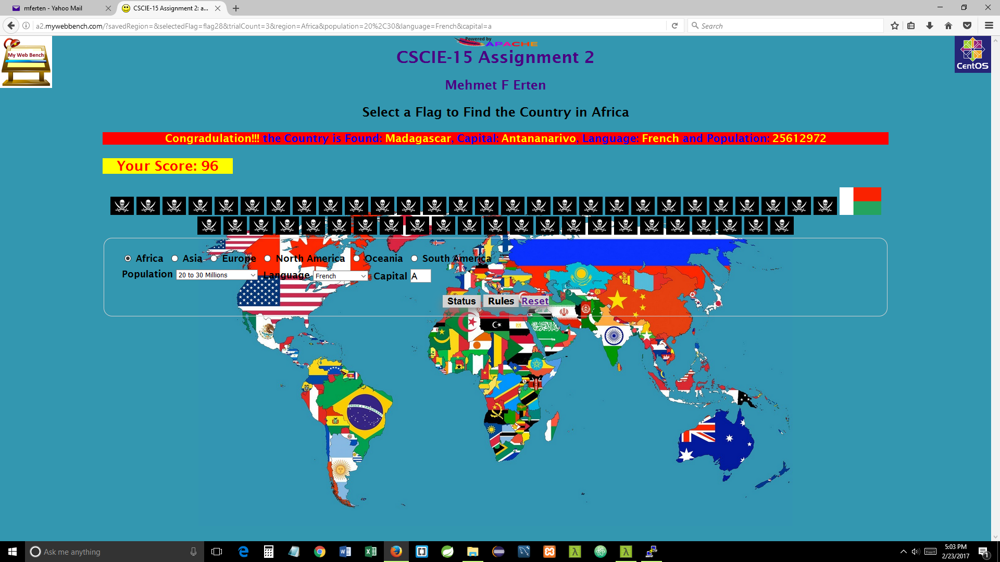 mferten - Yahoo Mail
CSCIE-15 Assignment 2: a...
a2.mywebbench.com/?savedRegion=&selectedFlag=flag28&trialCount=3&region=Africa&population=20%2C30&language=French&capital=a
Search
My Web Bench
Powered by
APACHE
CentOS
CSCIE-15 Assignment 2
Mehmet F Erten
Select a Flag to Find the Country in Africa
Congradulation!!! the Country is Found: Madagascar, Capital: Antananarivo, Language: French and Population: 25612972
Your Score: 96
Africa Asia Europe North America Oceania South America
Population 20 to 30 Millions Language French Capital A
Status Rules Reset
Ask me anything
5:03 PM
2/23/2017
1